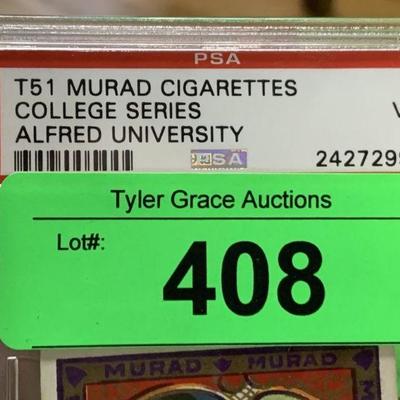 PSA
T51 MURAD CIGARETTES
COLLEGE SERIES
ALFRED UNIVERSITY
PSA
Tyler Grace Auctions
Lot#:
408
MURAD MURAD